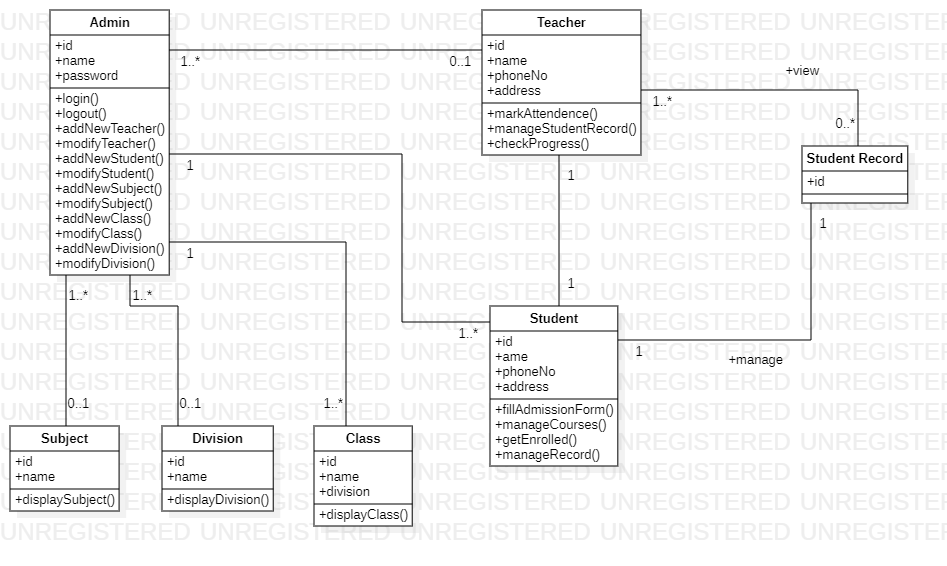 Admin
+id
+name
+password
+login()
+logout()
+addNewTeacher()
+modifyTeacher()
+addNewStudent()
+modifyStudent()
+addNewSubject()
+modifySubject()
+addNewClass()
+modifyClass()
+addNewDivision()
+modifyDivision()
1..*
0..1
Teacher
+id
+name
+phoneNo
+address
+markAttendence()
+manageStudentRecord()
+checkProgress()
+view
1..*
0..*
Student Record
+id
1
1
1
1
1
1..*
1
1
+manage
Student
+id
+ame
+phoneNo
+address
+fillAdmissionForm()
+manageCourses()
+getEnrolled()
+manageRecord()
1..*
1..*
0..1
0..1
1..*
Subject
+id
+name
+displaySubject()
Division
+id
+name
+displayDivision()
Class
+id
+name
+division
+displayClass()
UNREGISTERED